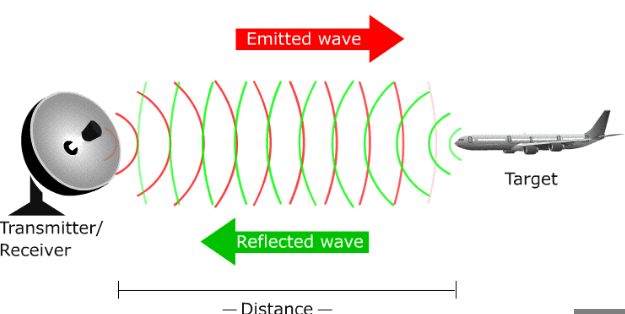 Emitted wave
Target
Transmitter/
Receiver
Reflected wave
— Distance —